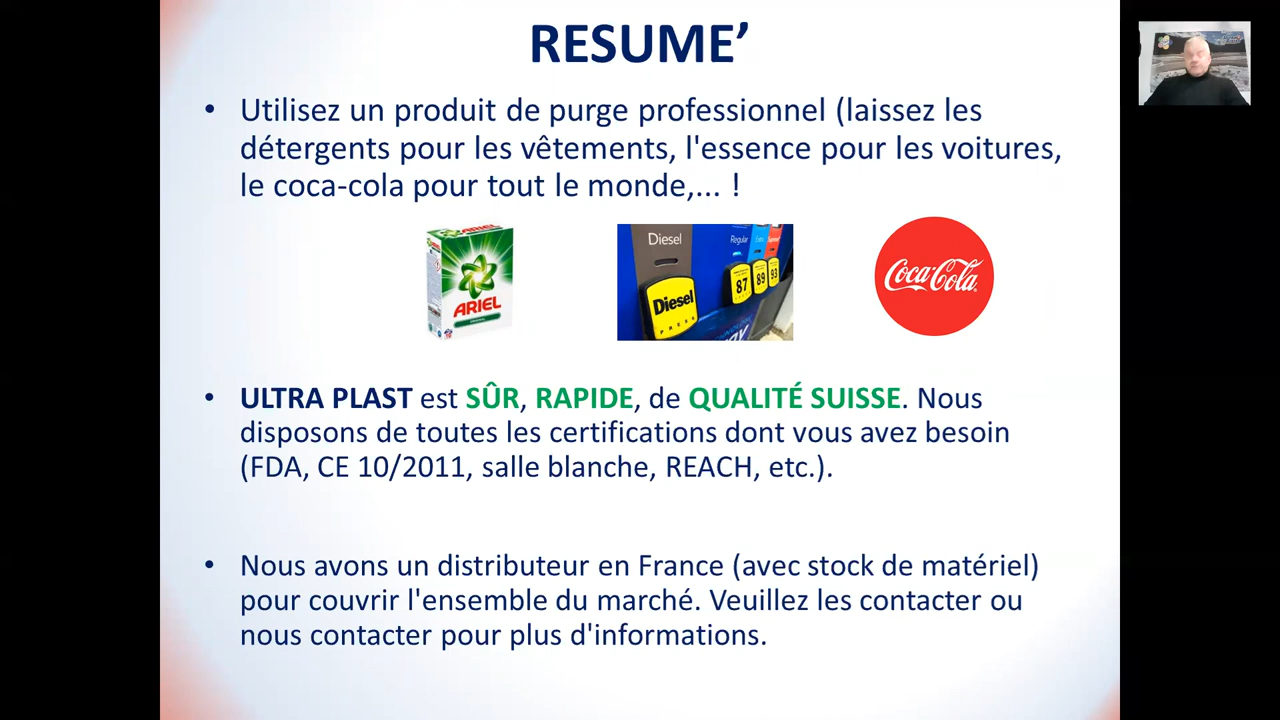 RESUME’
• Utilisez un produit de purge professionnel (laissez les
détergents pour les vêtements, l'essence pour les voitures,
le coca-cola pour tout le monde,... !
ARIEL
Diesel
Regular
Diesel
PRESS
87
89
93
Coca-Cola
• ULTRA PLAST est SÛR, RAPIDE, de QUALITÉ SUISSE. Nous
disposons de toutes les certifications dont vous avez besoin
(FDA, CE 10/2011, salle blanche, REACH, etc.).
• Nous avons un distributeur en France (avec stock de matériel)
pour couvrir l'ensemble du marché. Veuillez les contacter ou
nous contacter pour plus d'informations.